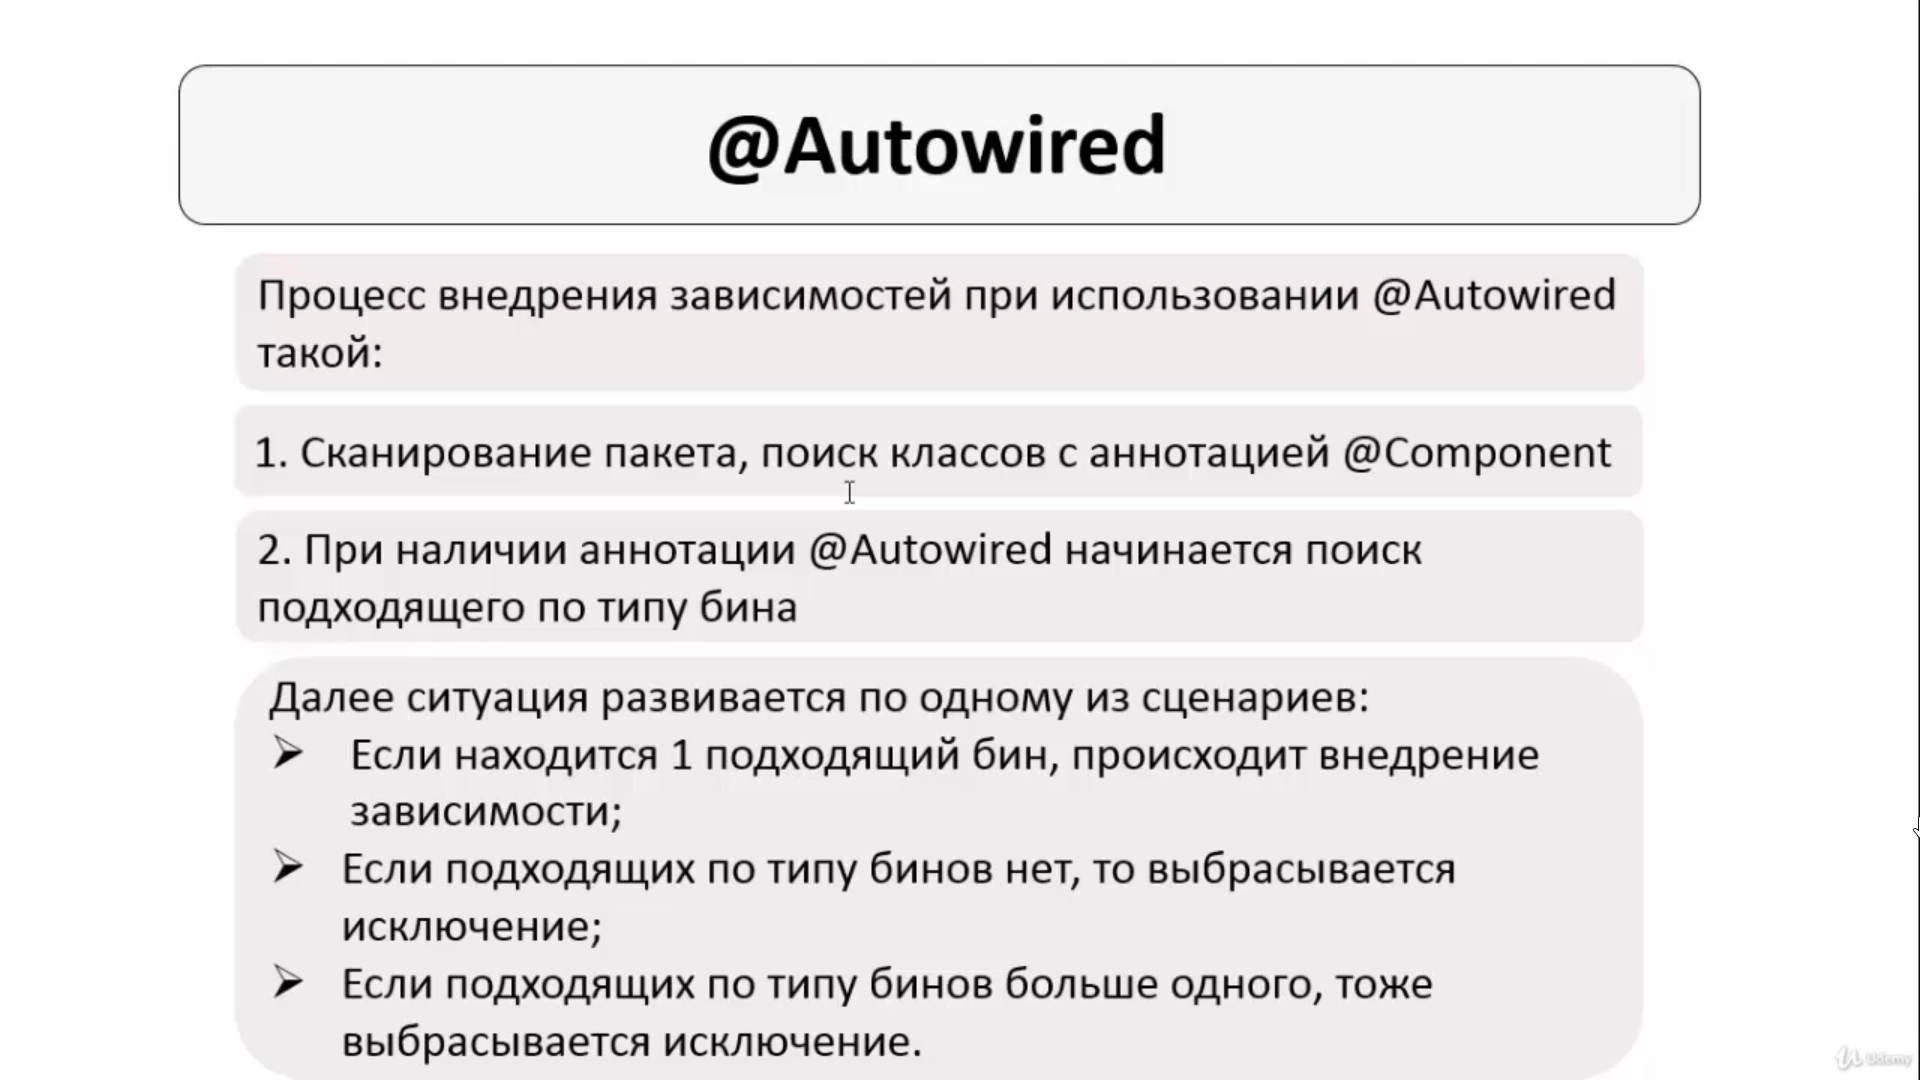 @Autowired
Процесс внедрения зависимостей при использовании @Autowired
такой:
1. Сканирование пакета, поиск классов с аннотацией @Component
2. При наличии аннотации @Autowired начинается поиск
подходящего по типу бина
Далее ситуация развивается по одному из сценариев:
➢ Если находится 1 подходящий бин, происходит внедрение
зависимости;
➢ Если подходящих по типу бинов нет, то выбрасывается
исключение;
➢ Если подходящих по типу бинов больше одного, тоже
выбрасывается исключение.
Udemy